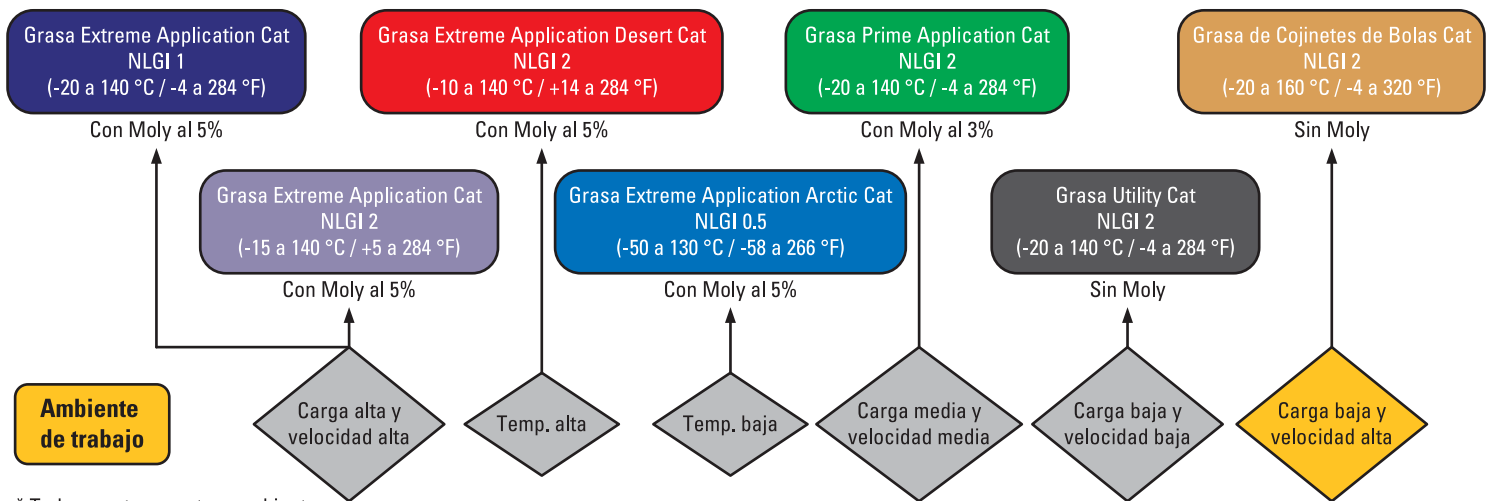 Grasa Extreme Application Cat
NLGI 1
(-20 a 140 °C / -4 a 284 °F)
Con Moly al 5%
Grasa Extreme Application Desert Cat
NLGI 2
(-10 a 140 °C / +14 a 284 °F)
Con Moly al 5%
Grasa Prime Application Cat
NLGI 2
(-20 a 140 °C / -4 a 284 °F)
Con Moly al 3%
Grasa de Cojinetes de Bolas Cat
NLGI 2
(-20 a 160 °C / -4 a 320 °F)
Sin Moly
Grasa Extreme Application Cat
NLGI 2
(-15 a 140 °C / +5 a 284 °F)
Con Moly al 5%
Grasa Extreme Application Arctic Cat
NLGI 0.5
(-50 a 130 °C / -58 a 266 °F)
Con Moly al 5%
Grasa Utility Cat
NLGI 2
(-20 a 140 °C / -4 a 284 °F)
Sin Moly
Ambiente
de trabajo
Carga alta y
velocidad alta
Temp. alta
Temp. baja
Carga media y
velocidad media
Carga baja y
velocidad baja
Carga baja y
velocidad alta